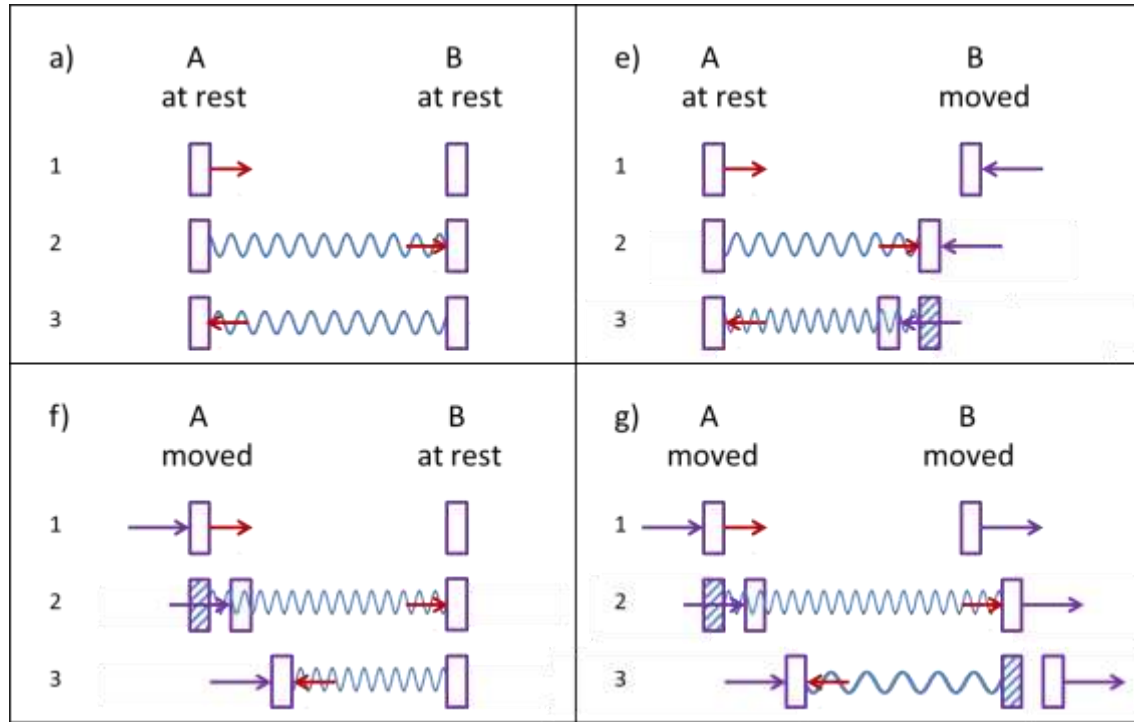 a) A B
at rest at rest
1
2
3
e) A B
at rest moved
1
2
3
f) A B
moved at rest
1
2
3
g) A B
moved moved
1
2
3